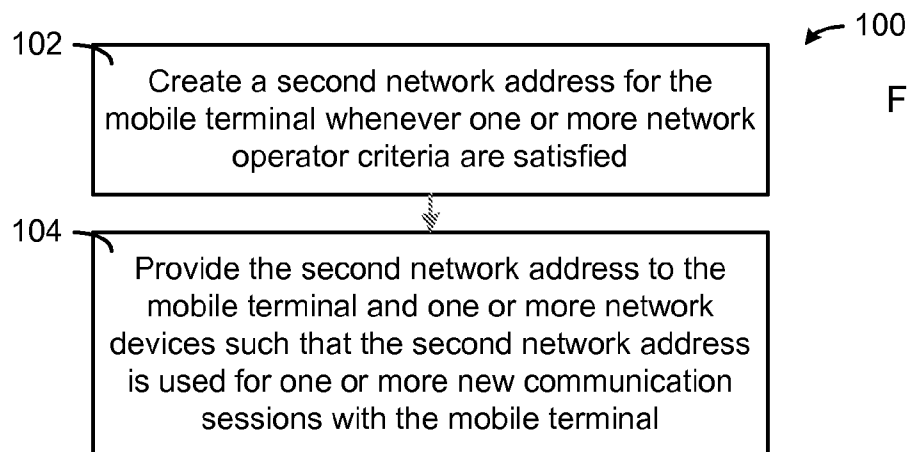 102
100
Create a second network address for the
mobile terminal whenever one or more network
operator criteria are satisfied
F
104
Provide the second network address to the
mobile terminal and one or more network
devices such that the second network address
is used for one or more new communication
sessions with the mobile terminal